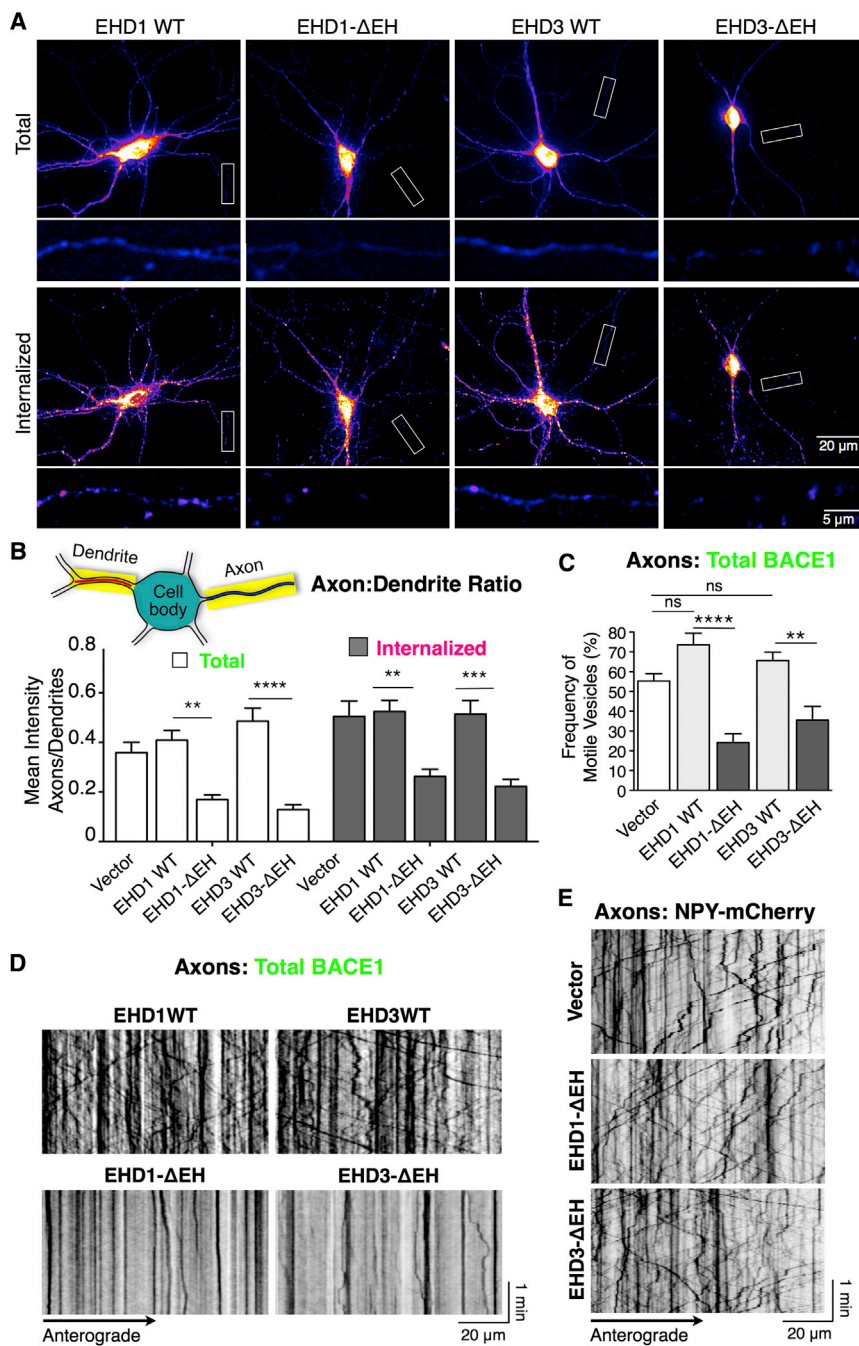 A
EHD1 WT EHD1-ΔEH EHD3 WT EHD3-ΔEH
Total
Internalized
20 µm
5 µm
B
Dendrite
Cell
body
Axon
Axon:Dendrite Ratio
Total
Internalized
Mean Intensity
Axons/Dendrites
0.8
0.6
0.4
0.2
0
** **** ** ***
Vector
EHD1 WT
EHD1-ΔEH
EHD3 WT
EHD3-ΔEH
Vector
EHD1 WT
EHD1-ΔEH
EHD3 WT
EHD3-ΔEH
C
Axons: Total BACE1
Frequency of
Motile Vesicles (%)
80
70
60
50
40
30
20
10
0
ns
ns
****
**
Vector
EHD1 WT
EHD1-ΔEH
EHD3 WT
EHD3-ΔEH
D
Axons: Total BACE1
EHD1WT EHD3WT
EHD1-ΔEH EHD3-ΔEH
Anterograde
20 µm
1 min
E
Axons: NPY-mCherry
Vector
EHD1-ΔEH
EHD3-ΔEH
Anterograde
20 µm
1 min